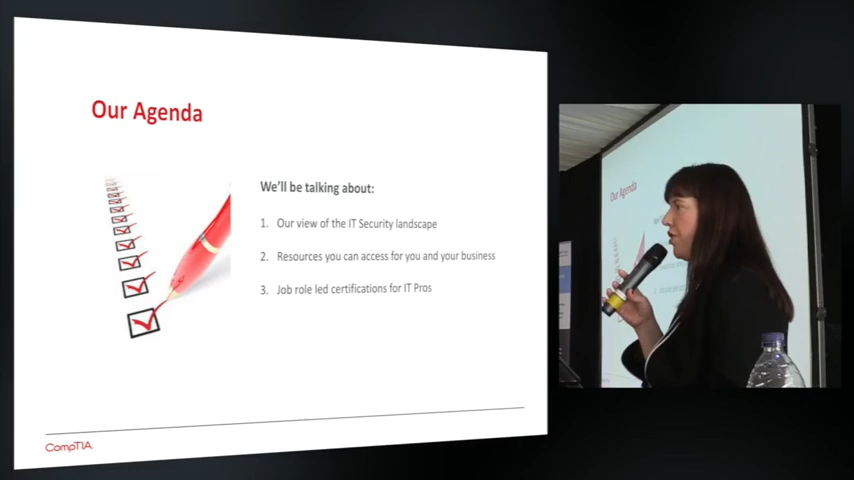 Our Agenda
We'll be talking about:
1. Our view of the IT Security landscape
2. Resources you can access for you and your business
3. Job role led certifications for IT Pros
CompTIA
Our Agenda